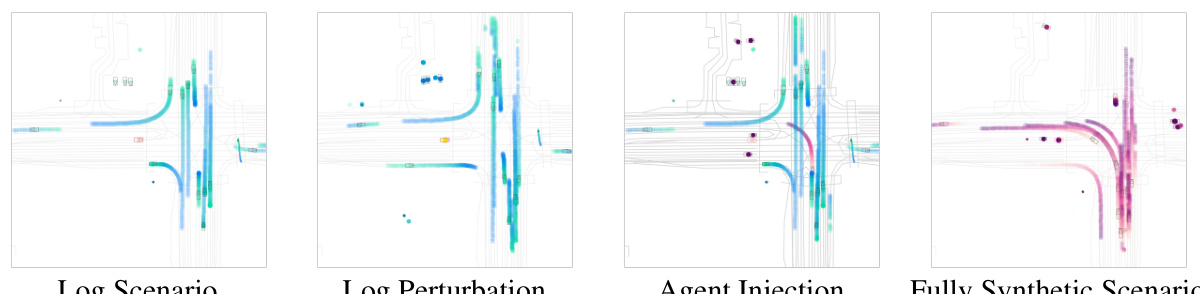 Log Scenario
Log Perturbation
Agent Injection
Fully Synthetic Scenario